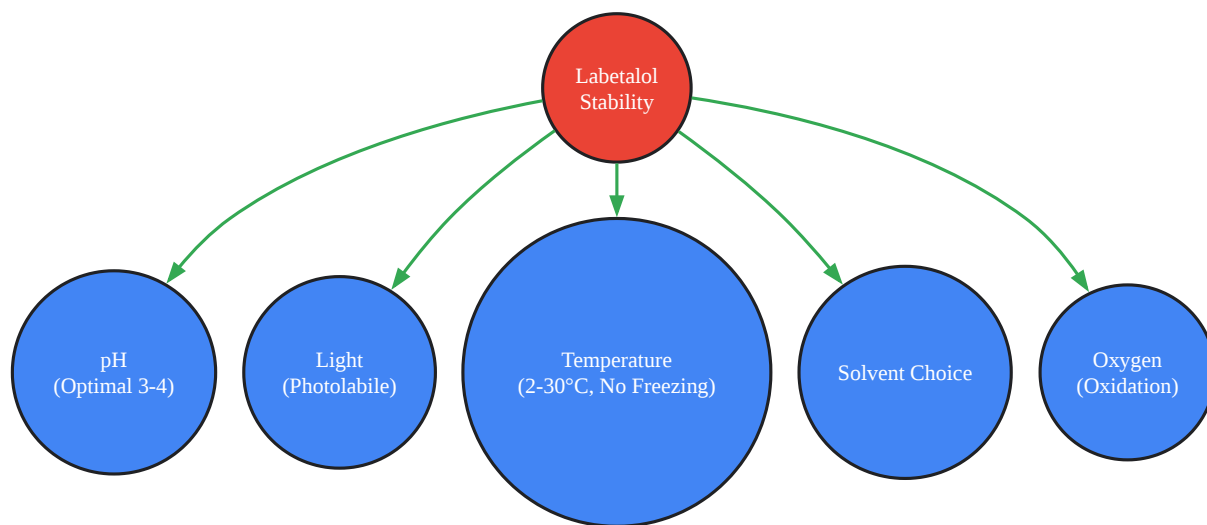 Labetalol
Stability
pH
(Optimal 3-4)
Light
(Photolabile)
Temperature
(2-30°C, No Freezing)
Solvent Choice
Oxygen
(Oxidation)